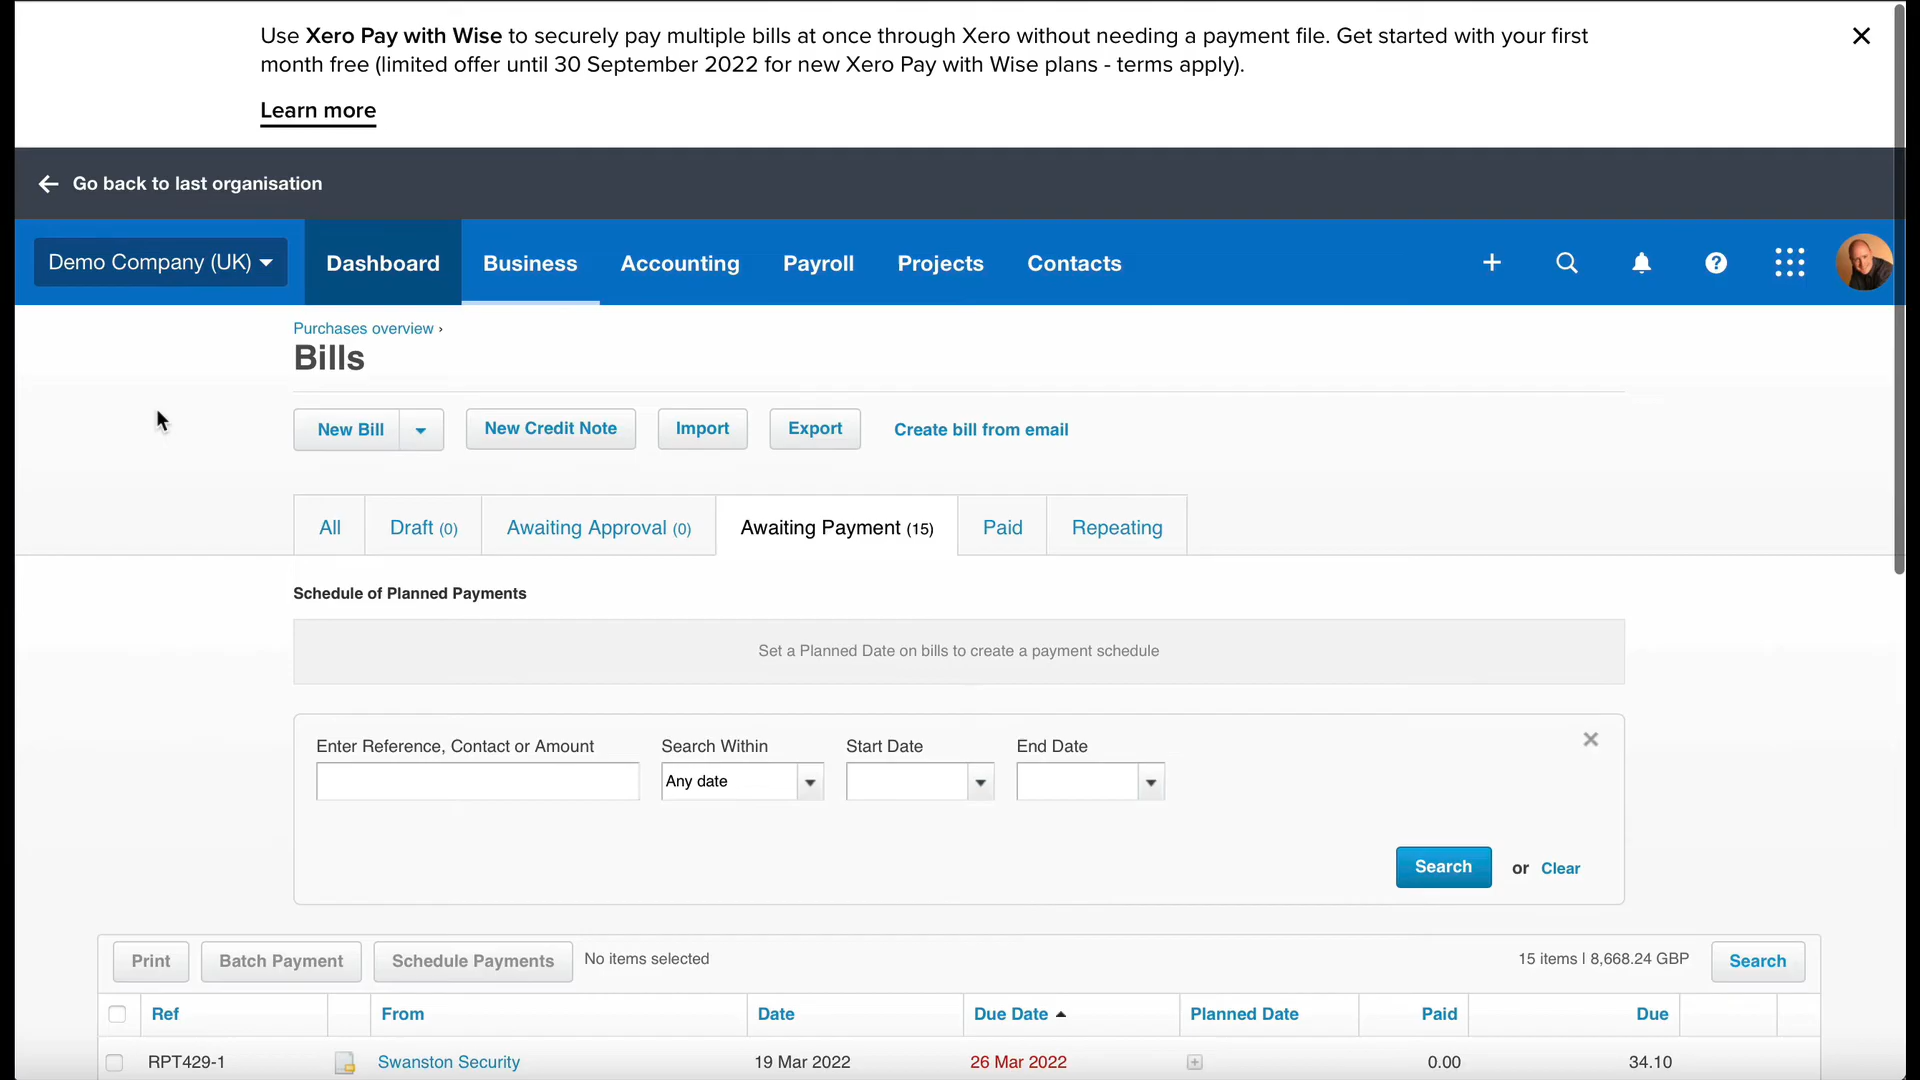 Use Xero Pay with Wise to securely pay multiple bills at once through Xero without needing a payment file. Get started with your first
month free (limited offer until 30 September 2022 for new Xero Pay with Wise plans - terms apply).
Learn more
Go back to last organisation
Demo Company (UK) Dashboard Business Accounting Payroll Projects Contacts
Purchases overview ›
Bills
New Bill New Credit Note Import Export Create bill from email
All Draft (0) Awaiting Approval (0) Awaiting Payment (15) Paid Repeating
Schedule of Planned Payments
Set a Planned Date on bills to create a payment schedule
Enter Reference, Contact or Amount Search Within Start Date End Date
Any date
Search or Clear
Print Batch Payment Schedule Payments No items selected 15 items | 8,668.24 GBP Search
Ref From Date Due Date Planned Date Paid Due
RPT429-1 Swanston Security 19 Mar 2022 26 Mar 2022 0.00 34.10